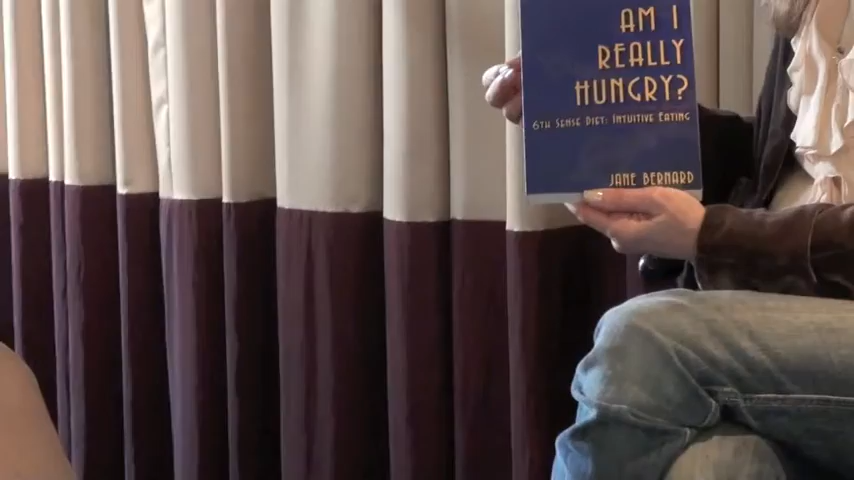 AM I
REALLY
HUNGRY?
6TH SENSE DIET: INTUITIVE EATING
JANE BERNARD